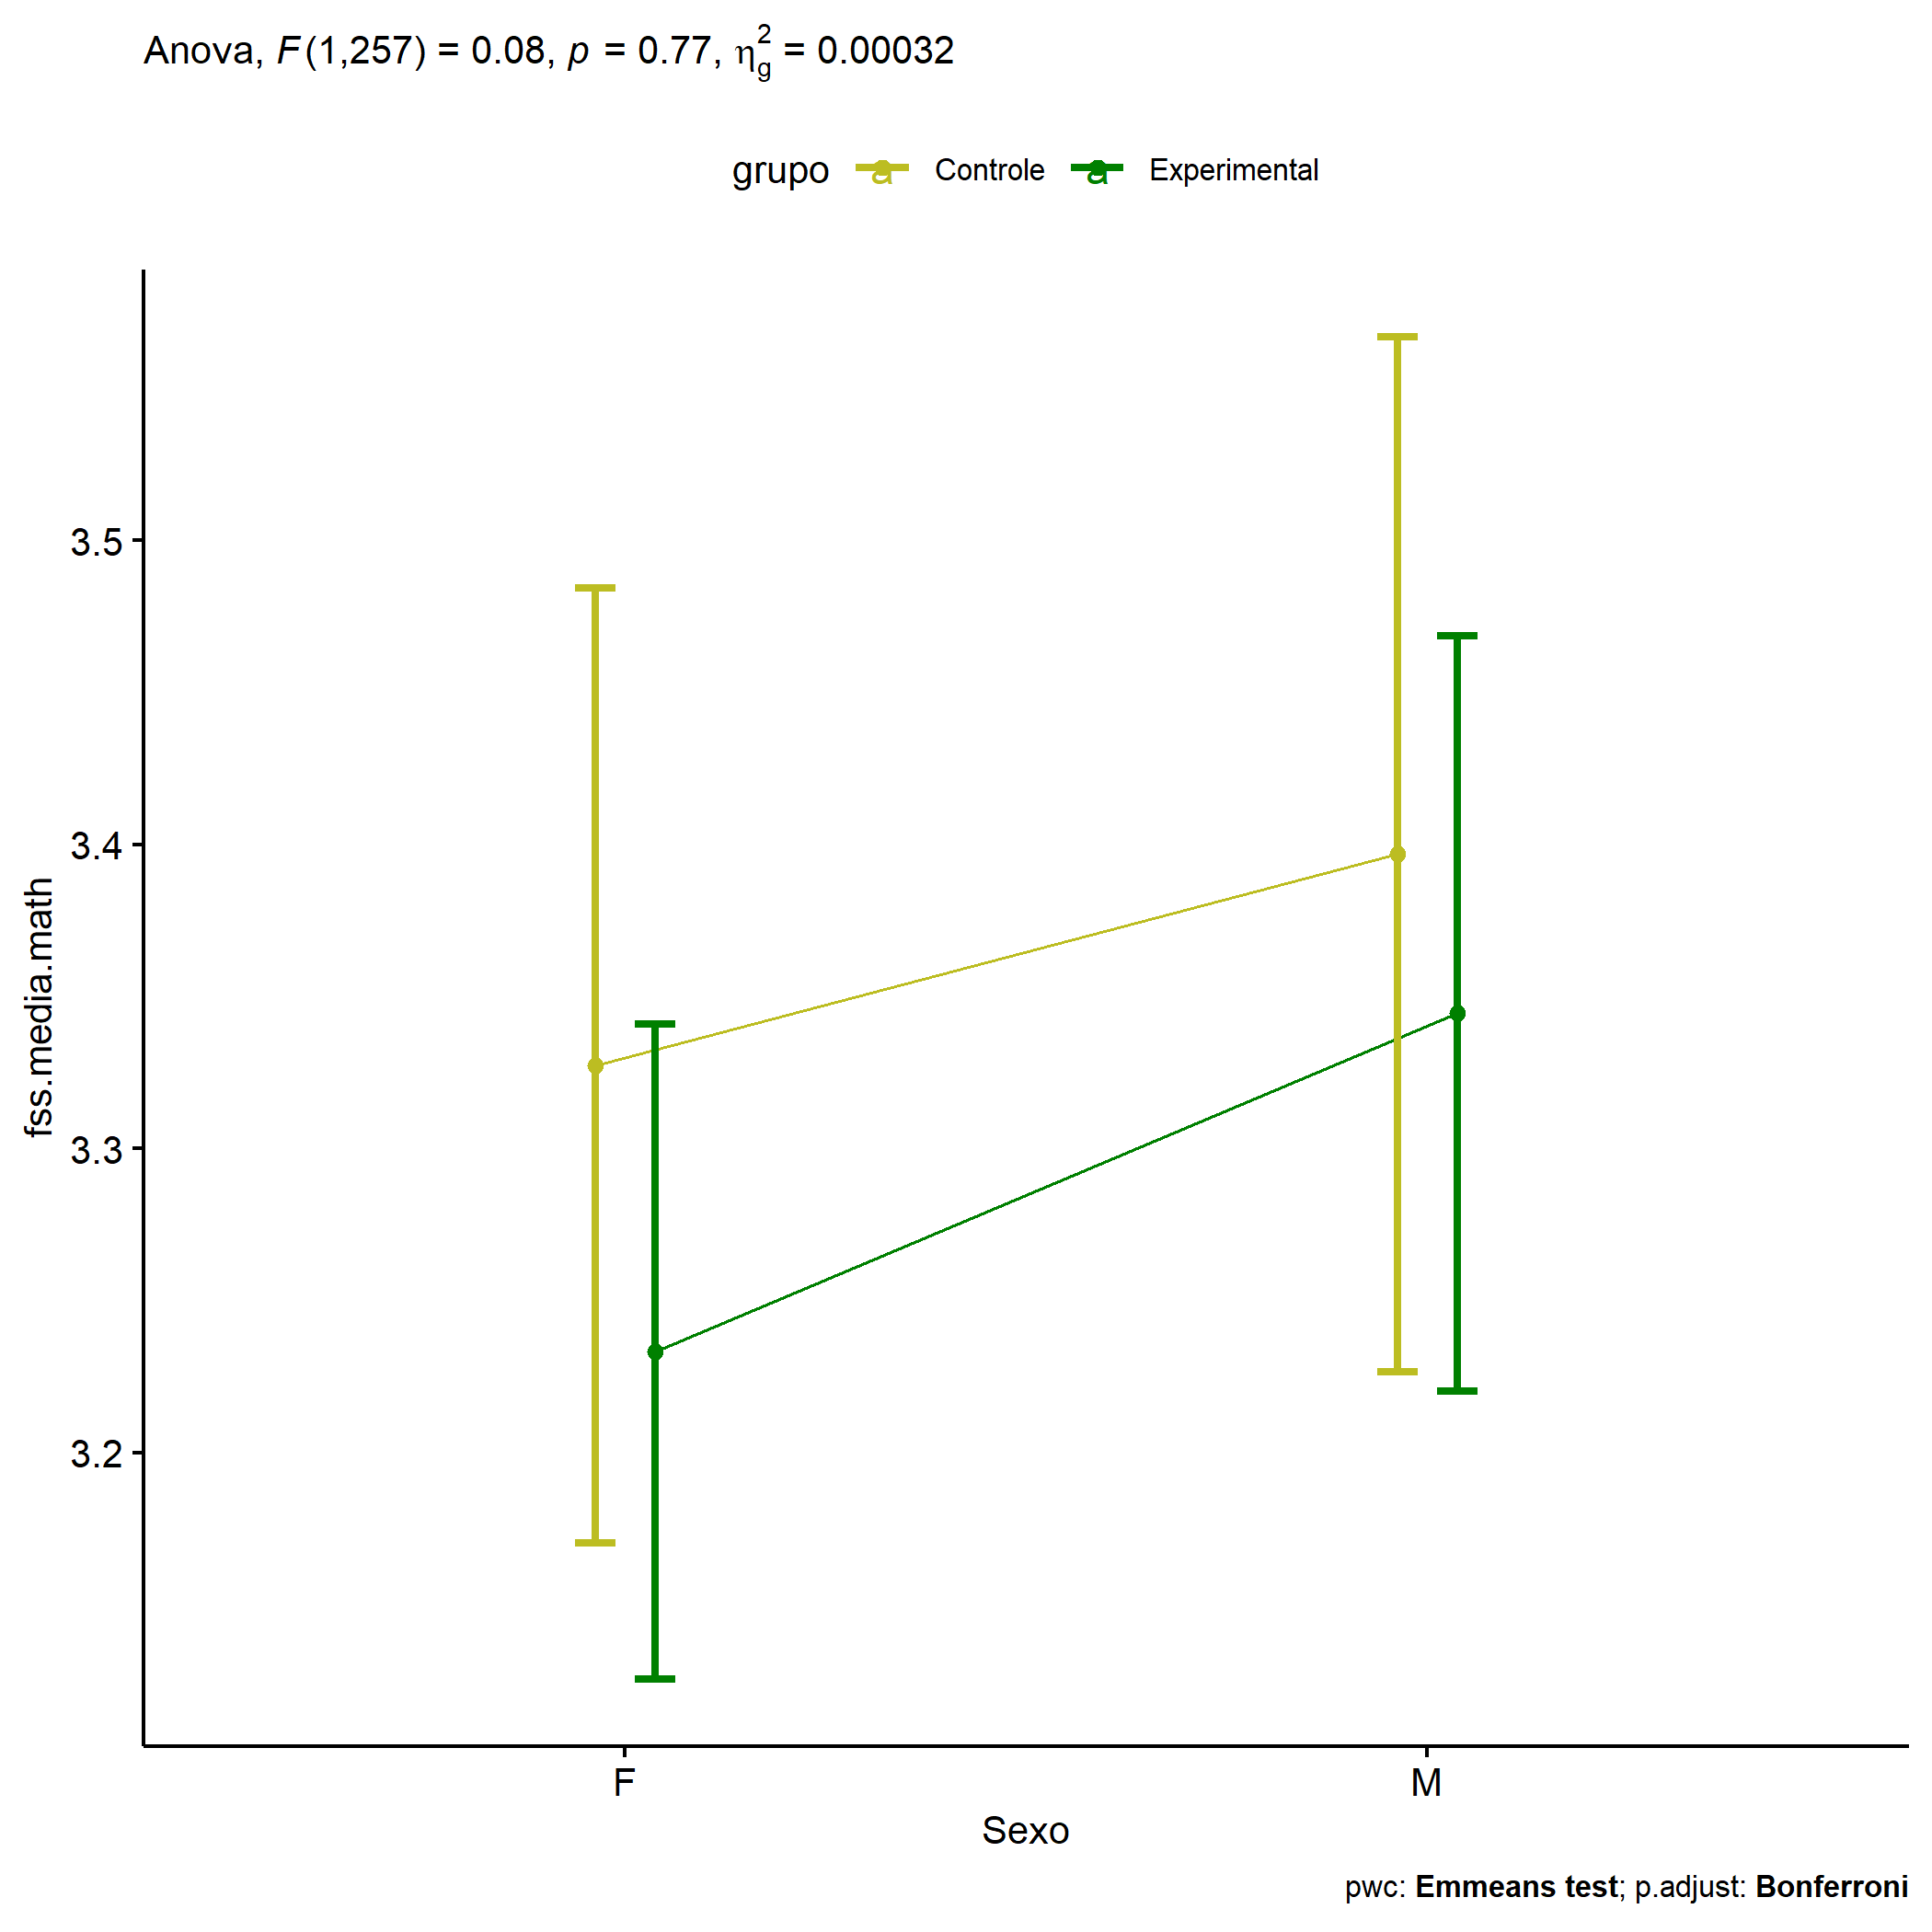 Anova, F(1,257) = 0.08, p = 0.77, η²g = 0.00032
grupo a Controle a Experimental
fss.media.math
3.5
3.4
3.3
3.2
F M
Sexo
pwc: Emmeans test; p.adjust: Bonferroni